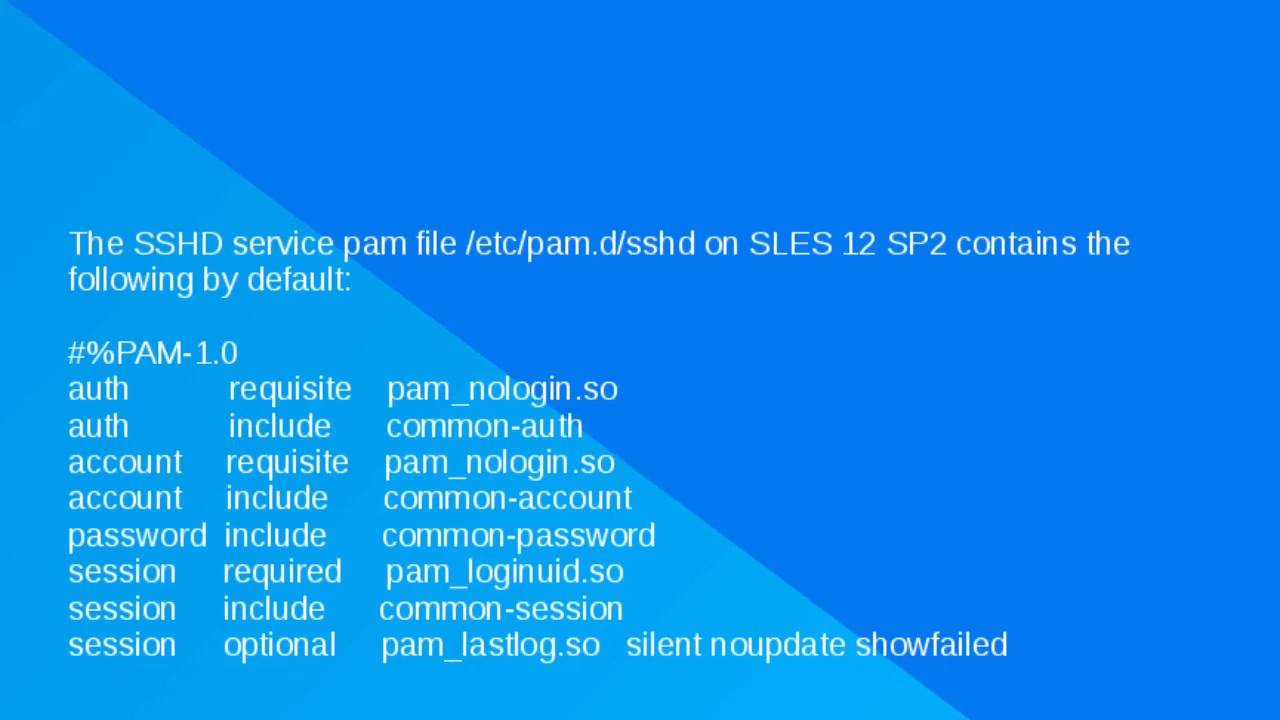 The SSHD service pam file /etc/pam.d/sshd on SLES 12 SP2 contains the
following by default:
#%PAM-1.0
auth requisite pam_nologin.so
auth include common-auth
account requisite pam_nologin.so
account include common-account
password include common-password
session required pam_loginuid.so
session include common-session
session optional pam_lastlog.so silent noupdate showfailed